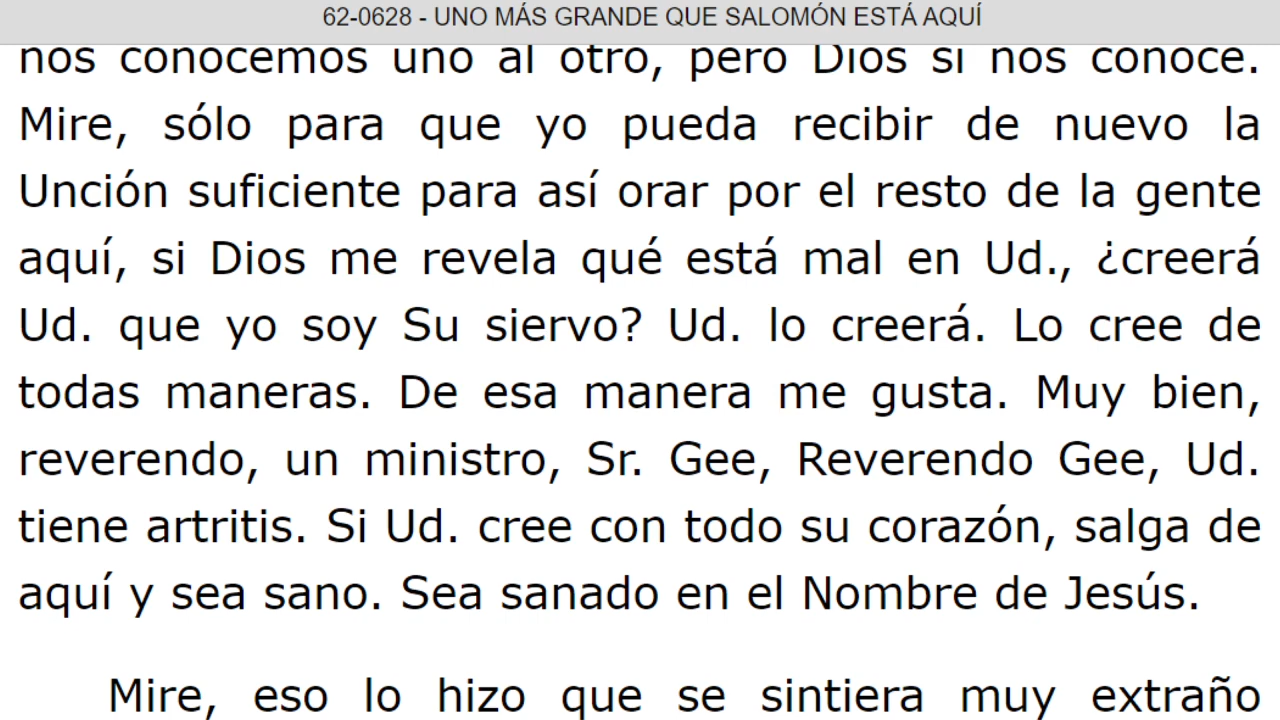 62-0628 - UNO MÁS GRANDE QUE SALOMÓN ESTÁ AQUÍ
nos conocemos uno al otro, pero Dios sí nos conoce.
Mire, sólo para que yo pueda recibir de nuevo la
Unción suficiente para así orar por el resto de la gente
aquí, si Dios me revela qué está mal en Ud., ¿creerá
Ud. que yo soy Su siervo? Ud. lo creerá. Lo cree de
todas maneras. De esa manera me gusta. Muy bien,
reverendo, un ministro, Sr. Gee, Reverendo Gee, Ud.
tiene artritis. Si Ud. cree con todo su corazón, salga de
aquí y sea sano. Sea sanado en el Nombre de Jesús.
Mire, eso lo hizo que se sintiera muy extraño